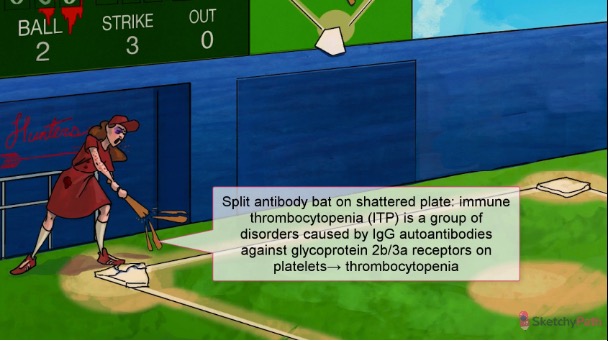 BALL STRIKE OUT
2 3 0
Hunters
Split antibody bat on shattered plate: immune
thrombocytopenia (ITP) is a group of
disorders caused by IgG autoantibodies
against glycoprotein 2b/3a receptors on
platelets→ thrombocytopenia